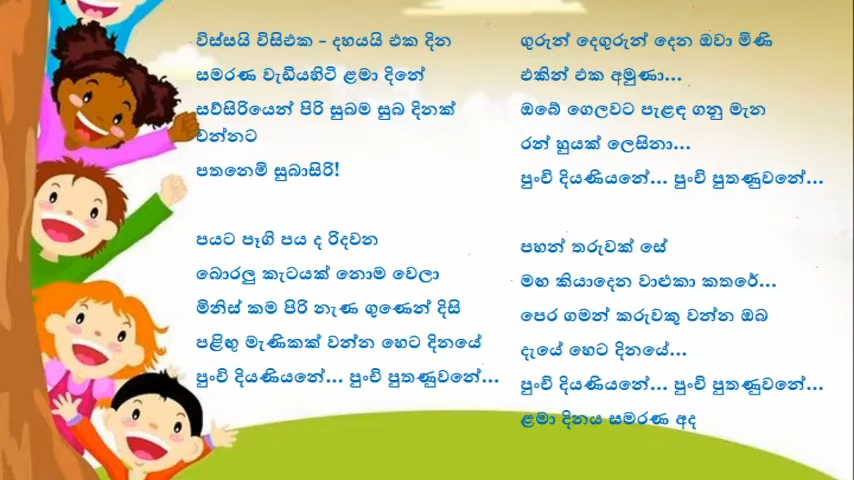 විස්සයි විසිඑක - දහයයි එක දින
සමරණ වැඩියහිටි ළමා දිනේ
සව්සිරියෙන් පිරි සුබම සුබ දිනක්
වන්නට
පතනෙමි සුබාසිරි!
පයට පෑගි පය ද රිදවන
බොරලු කැටයක් නොම වෙලා
මිනිස් කම පිරි නැණ ගුණෙන් දිසි
පළිඟු මැණිකක් වන්න හෙට දිනයේ
පුංචි දියණියනේ... පුංචි පුතණුවනේ...
ගුරුන් දෙගුරුන් දෙන ඔවා මිණි
එකින් එක අමුණා...
ඔබේ ගෙලවට පැළඳ ගනු මැන
රන් හුයක් ලෙසිනා...
පුංචි දියණියනේ... පුංචි පුතණුවනේ...
පහන් තරුවක් සේ
මඟ කියාදෙන වාළුකා කතරේ...
පෙර ගමන් කරුවකු වන්න ඔබ
දැයේ හෙට දිනයේ...
පුංචි දියණියනේ... පුංචි පුතණුවනේ...
ළමා දිනය සමරණ අද